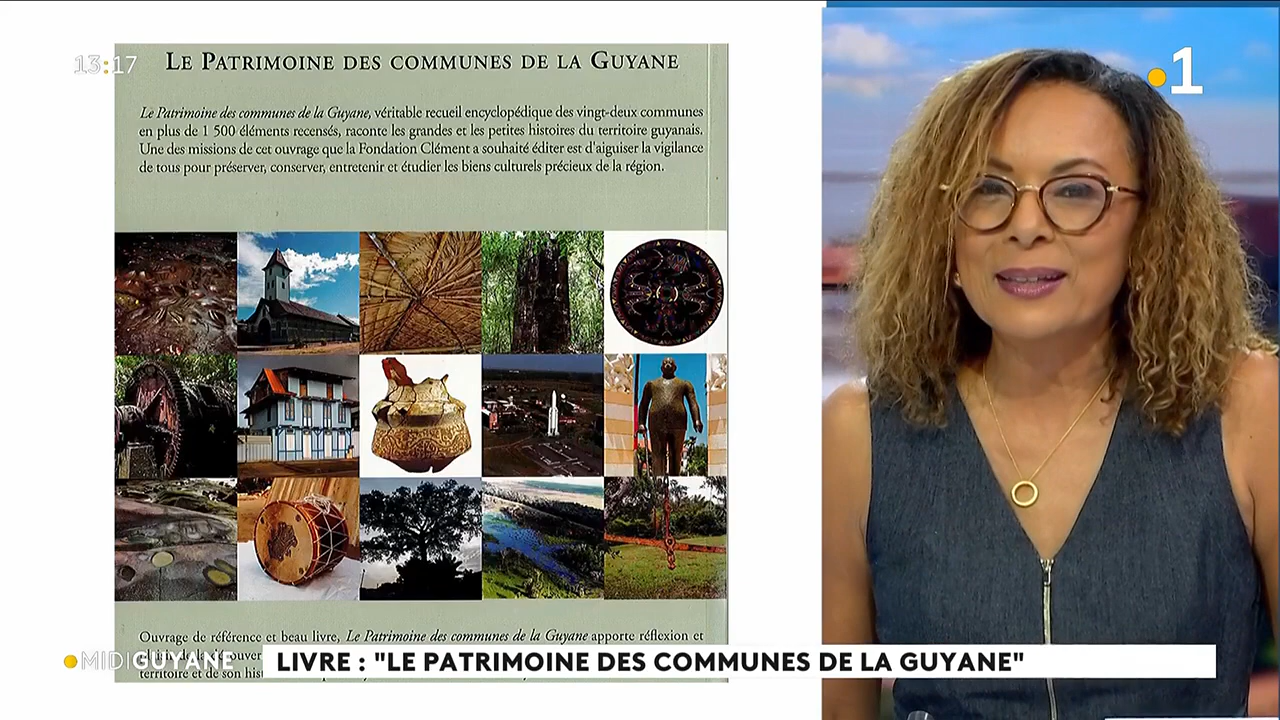 13:17
LE PATRIMOINE DES COMMUNES DE LA GUYANE
Le Patrimoine des communes de la Guyane, véritable recueil encyclopédique des vingt-deux communes
en plus de 1 500 éléments recensés, raconte les grandes et les petites histoires du territoire guyanais.
Une des missions de cet ouvrage que la Fondation Clément a souhaité éditer est d'aiguiser la vigilance
de tous pour préserver, conserver, entretenir et étudier les biens culturels précieux de la région.
1
Ouvrage de référence et beau livre, Le Patrimoine des communes de la Guyane apporte réflexion et
territoire et de son
MIDIGUYANE
LIVRE : "LE PATRIMOINE DES COMMUNES DE LA GUYANE"